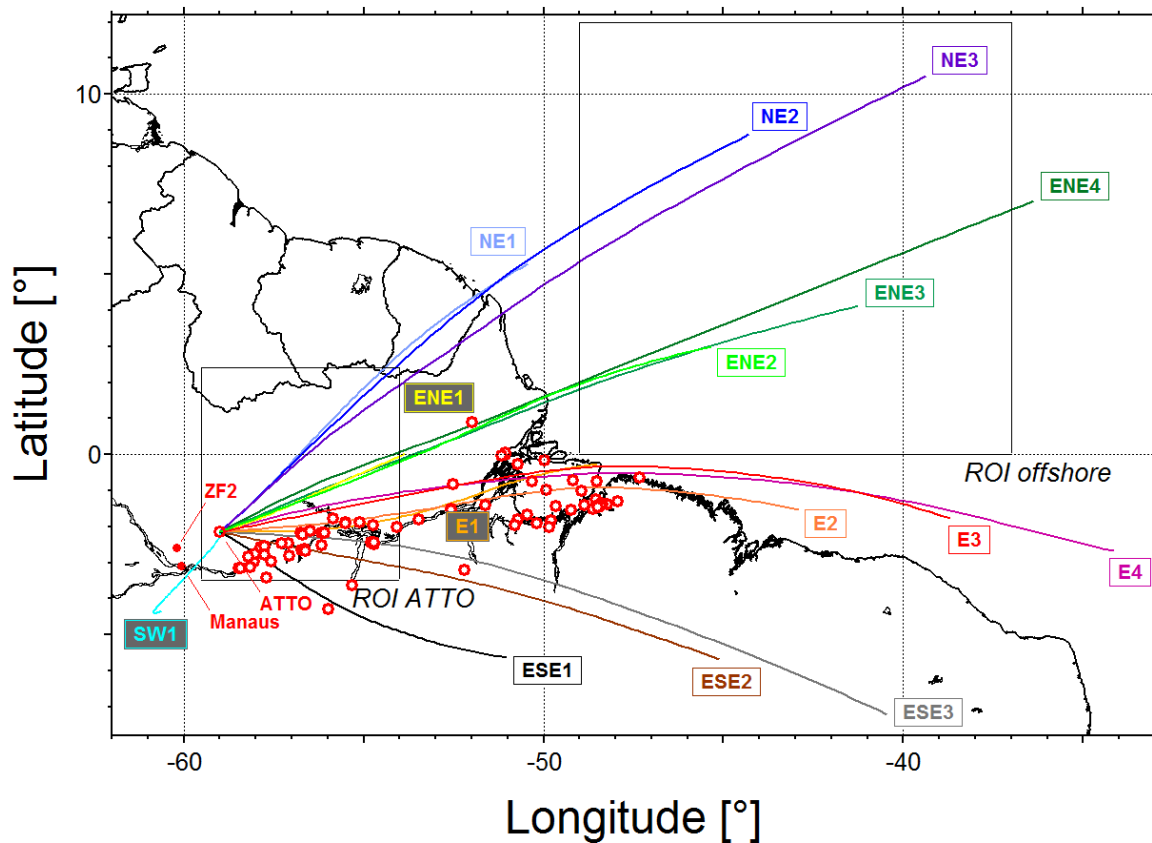 NE3
10
NE2
ENE4
NE1
ENE3
ENE2
ENE1
Latitude [°]
0
ROI offshore
ZF2
E1
E2
E3
E4
ATTO
ROI ATTO
Manaus
SW1
ESE1
ESE2
ESE3
-60
-50
-40
Longitude [°]